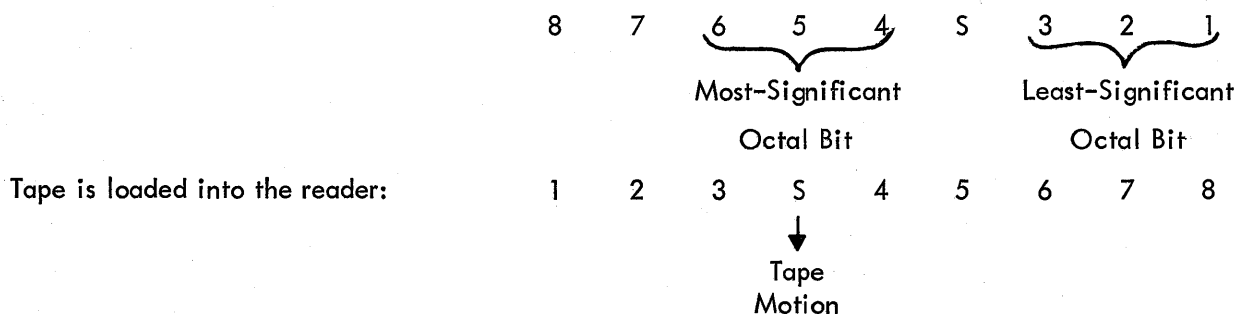 8 7 6 5 4 S 3 2 1
Most-Significant Least-Significant
Octal Bit Octal Bit
Tape is loaded into the reader: 1 2 3 S 4 5 6 7 8
Tape
Motion